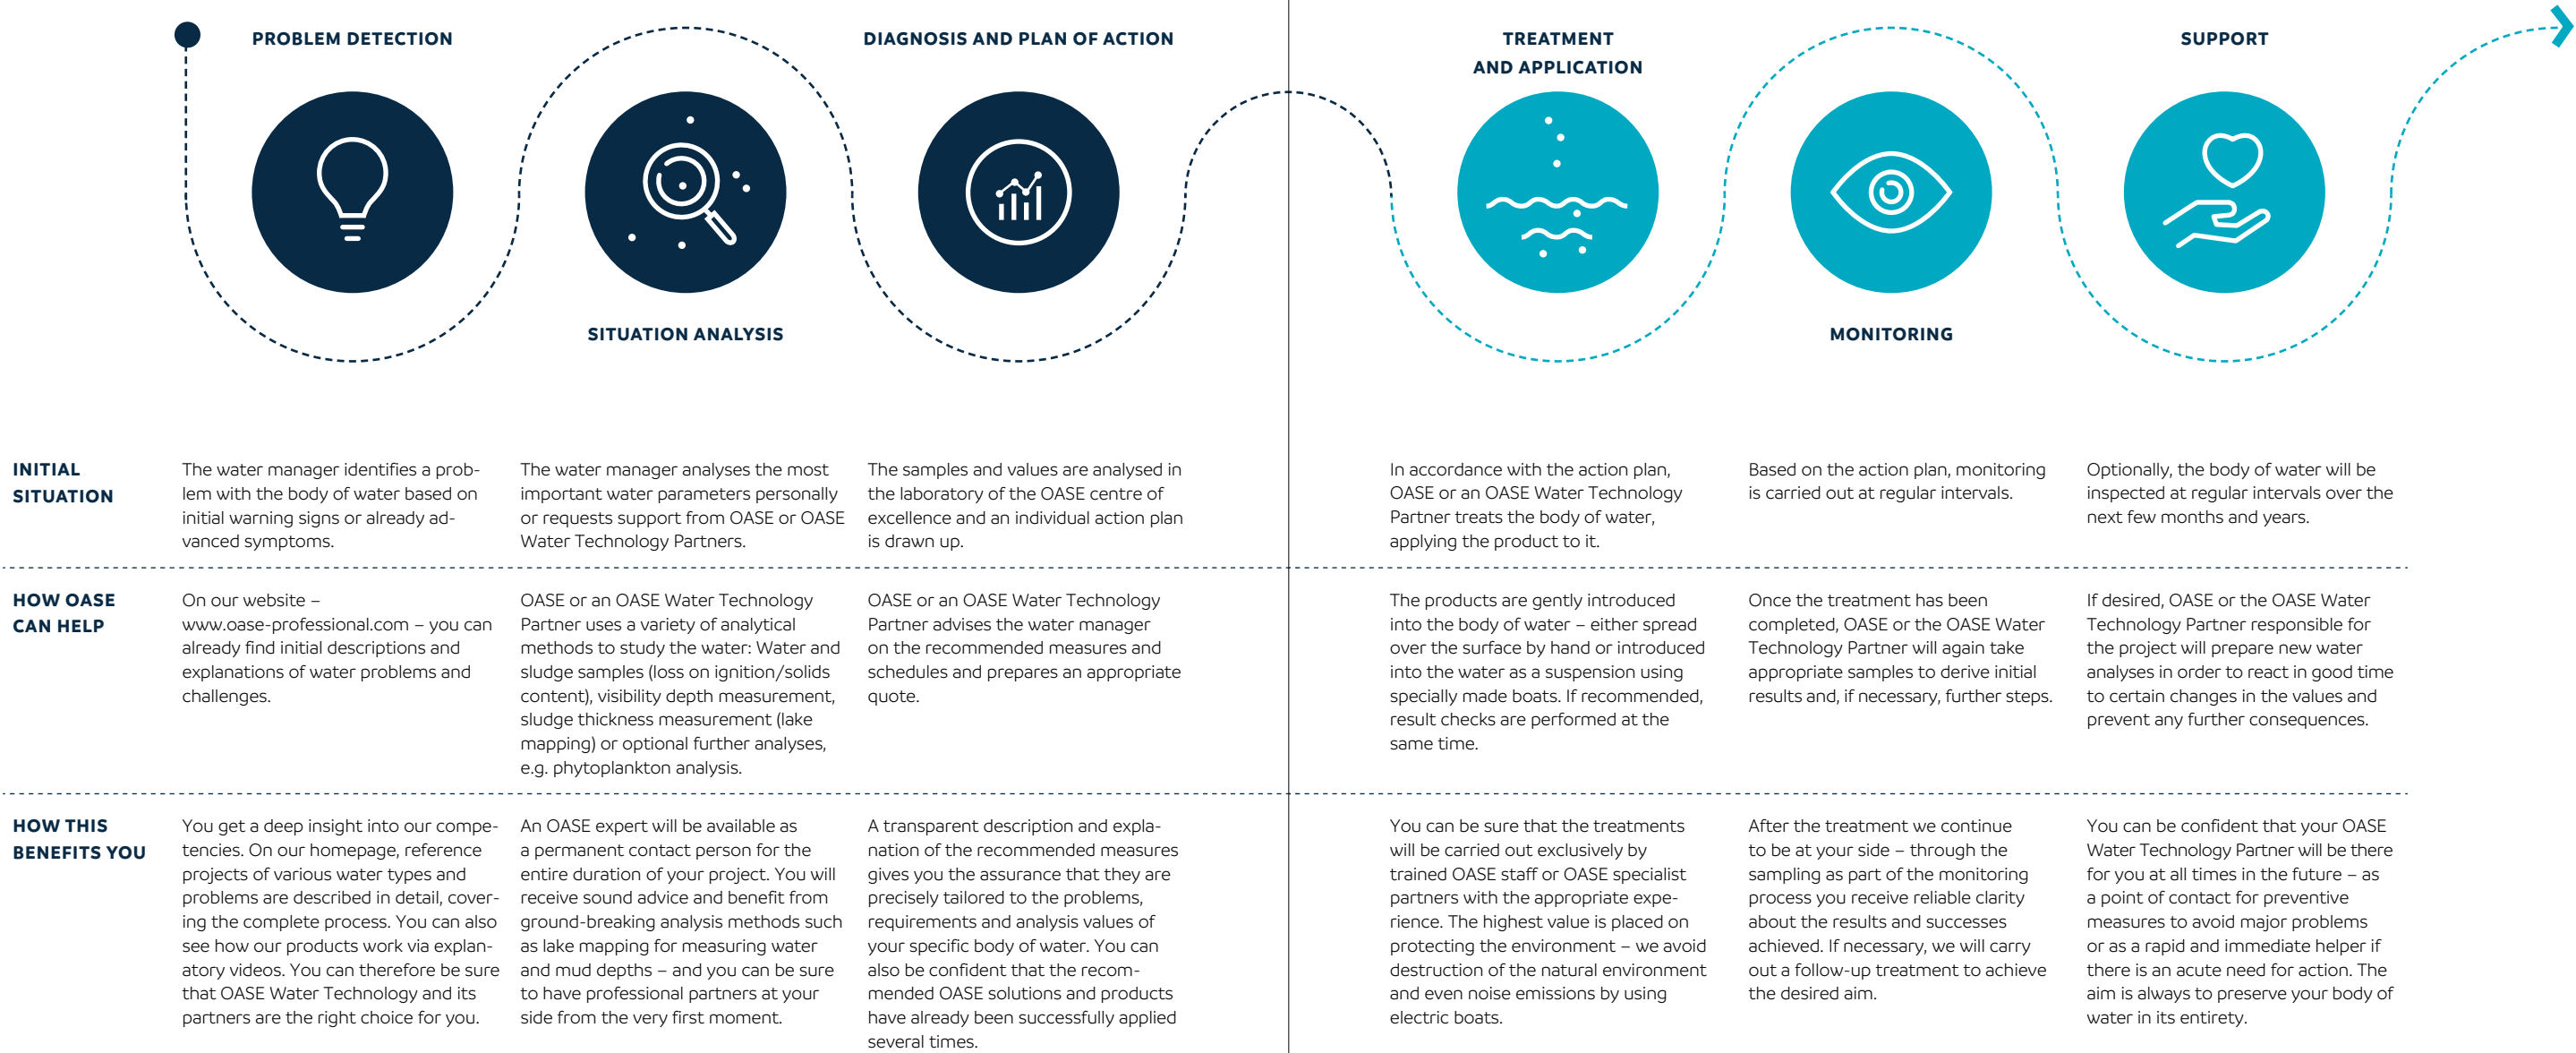 PROBLEM DETECTION
SITUATION ANALYSIS
DIAGNOSIS AND PLAN OF ACTION
TREATMENT
AND APPLICATION
MONITORING
SUPPORT
INITIAL
SITUATION
The water manager identifies a prob-
lem with the body of water based on
initial warning signs or already ad-
vanced symptoms.
The water manager analyses the most
important water parameters personally
or requests support from OASE or OASE
Water Technology Partners.
The samples and values are analysed in
the laboratory of the OASE centre of
excellence and an individual action plan
is drawn up.
In accordance with the action plan,
OASE or an OASE Water Technology
Partner treats the body of water,
applying the product to it.
Based on the action plan, monitoring
is carried out at regular intervals.
Optionally, the body of water will be
inspected at regular intervals over the
next few months and years.
HOW OASE
CAN HELP
On our website –
www.oase-professional.com – you can
already find initial descriptions and
explanations of water problems and
challenges.
OASE or an OASE Water Technology
Partner uses a variety of analytical
methods to study the water: Water and
sludge samples (loss on ignition/solids
content), visibility depth measurement,
sludge thickness measurement (lake
mapping) or optional further analyses,
e.g. phytoplankton analysis.
OASE or an OASE Water Technology
Partner advises the water manager
on the recommended measures and
schedules and prepares an appropriate
quote.
The products are gently introduced
into the body of water – either spread
over the surface by hand or introduced
into the water as a suspension using
specially made boats. If recommended,
result checks are performed at the
same time.
Once the treatment has been
completed, OASE or the OASE Water
Technology Partner will again take
appropriate samples to derive initial
results and, if necessary, further steps.
If desired, OASE or the OASE Water
Technology Partner responsible for
the project will prepare new water
analyses in order to react in good time
to certain changes in the values and
prevent any further consequences.
HOW THIS
BENEFITS YOU
You get a deep insight into our compe-
tencies. On our homepage, reference
projects of various water types and
problems are described in detail, cover-
ing the complete process. You can also
see how our products work via explan-
atory videos. You can therefore be sure
that OASE Water Technology and its
partners are the right choice for you.
An OASE expert will be available as
a permanent contact person for the
entire duration of your project. You will
receive sound advice and benefit from
ground-breaking analysis methods such
as lake mapping for measuring water
and mud depths – and you can be sure
to have professional partners at your
side from the very first moment.
A transparent description and expla-
nation of the recommended measures
gives you the assurance that they are
precisely tailored to the problems,
requirements and analysis values of
your specific body of water. You can
also be confident that the recom-
mended OASE solutions and products
have already been successfully applied
several times.
You can be sure that the treatments
will be carried out exclusively by
trained OASE staff or OASE specialist
partners with the appropriate expe-
rience. The highest value is placed on
protecting the environment – we avoid
destruction of the natural environment
and even noise emissions by using
electric boats.
After the treatment we continue
to be at your side – through the
sampling as part of the monitoring
process you receive reliable clarity
about the results and successes
achieved. If necessary, we will carry
out a follow-up treatment to achieve
the desired aim.
You can be confident that your OASE
Water Technology Partner will be there
for you at all times in the future – as
a point of contact for preventive
measures to avoid major problems
or as a rapid and immediate helper if
there is an acute need for action. The
aim is always to preserve your body of
water in its entirety.